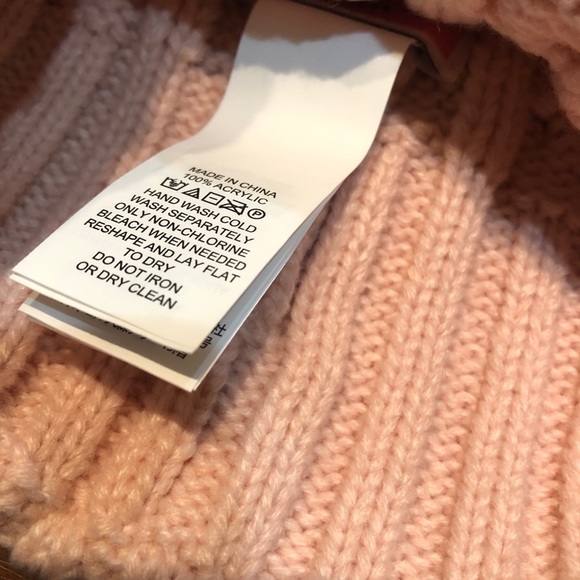 MADE IN CHINA
100% ACRYLIC
HAND WASH COLD
WASH SEPARATELY
ONLY NON-CHLORINE
BLEACH WHEN NEEDED
RESHAPE AND LAY FLAT
TO DRY
DO NOT IRON
OR DRY CLEAN